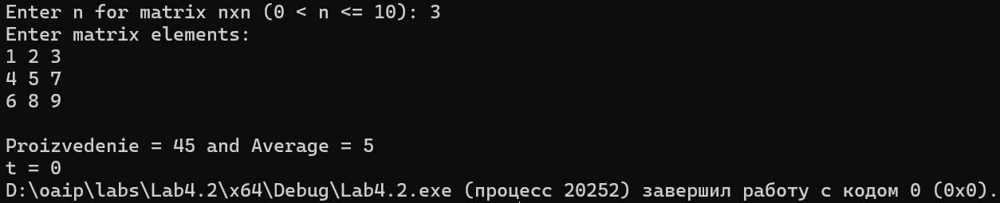 Enter n for matrix nxn (0 < n <= 10): 3
Enter matrix elements:
1 2 3
4 5 7
6 8 9
Proizvedenie = 45 and Average = 5
t = 0
D:\oaip\labs\Lab4.2\x64\Debug\Lab4.2.exe (процесс 20252) завершил работу с кодом 0 (0x0).